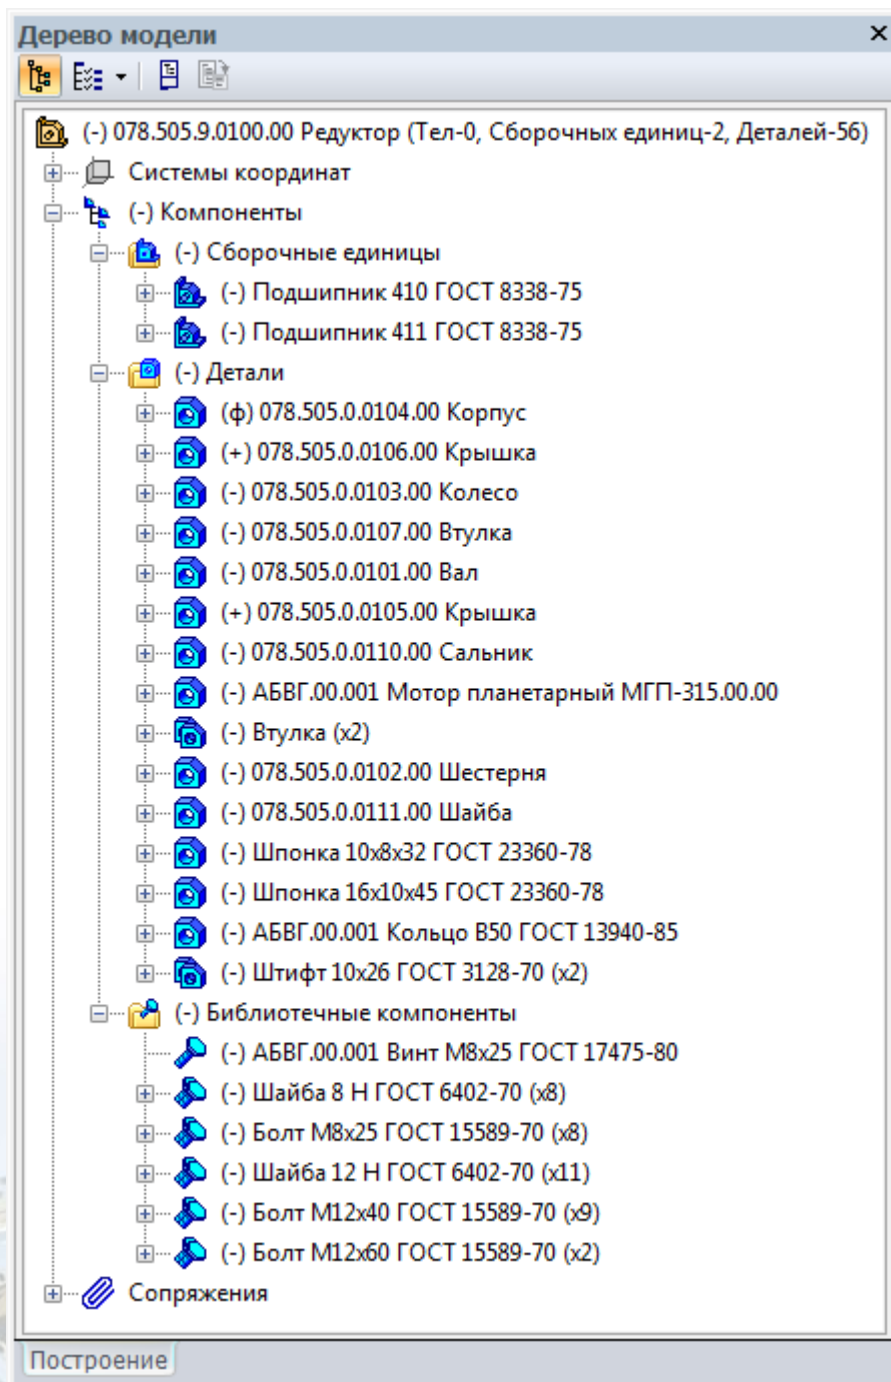 Дерево модели
(-) 078.505.9.0100.00 Редуктор (Тел-0, Сборочных единиц-2, Деталей-56)
Системы координат
(-) Компоненты
(-) Сборочные единицы
(-) Подшипник 410 ГОСТ 8338-75
(-) Подшипник 411 ГОСТ 8338-75
(-) Детали
(ф) 078.505.0.0104.00 Корпус
(+) 078.505.0.0106.00 Крышка
(-) 078.505.0.0103.00 Колесо
(-) 078.505.0.0107.00 Втулка
(-) 078.505.0.0101.00 Вал
(+) 078.505.0.0105.00 Крышка
(-) 078.505.0.0110.00 Сальник
(-) АБВГ.00.001 Мотор планетарный МГП-315.00.00
(-) Втулка (x2)
(-) 078.505.0.0102.00 Шестерня
(-) 078.505.0.0111.00 Шайба
(-) Шпонка 10x8x32 ГОСТ 23360-78
(-) Шпонка 16x10x45 ГОСТ 23360-78
(-) АБВГ.00.001 Кольцо В50 ГОСТ 13940-85
(-) Штифт 10x26 ГОСТ 3128-70 (x2)
(-) Библиотечные компоненты
(-) АБВГ.00.001 Винт М8x25 ГОСТ 17475-80
(-) Шайба 8 Н ГОСТ 6402-70 (x8)
(-) Болт М8x25 ГОСТ 15589-70 (x8)
(-) Шайба 12 Н ГОСТ 6402-70 (x11)
(-) Болт М12x40 ГОСТ 15589-70 (x9)
(-) Болт М12x60 ГОСТ 15589-70 (x2)
Сопряжения
Построение